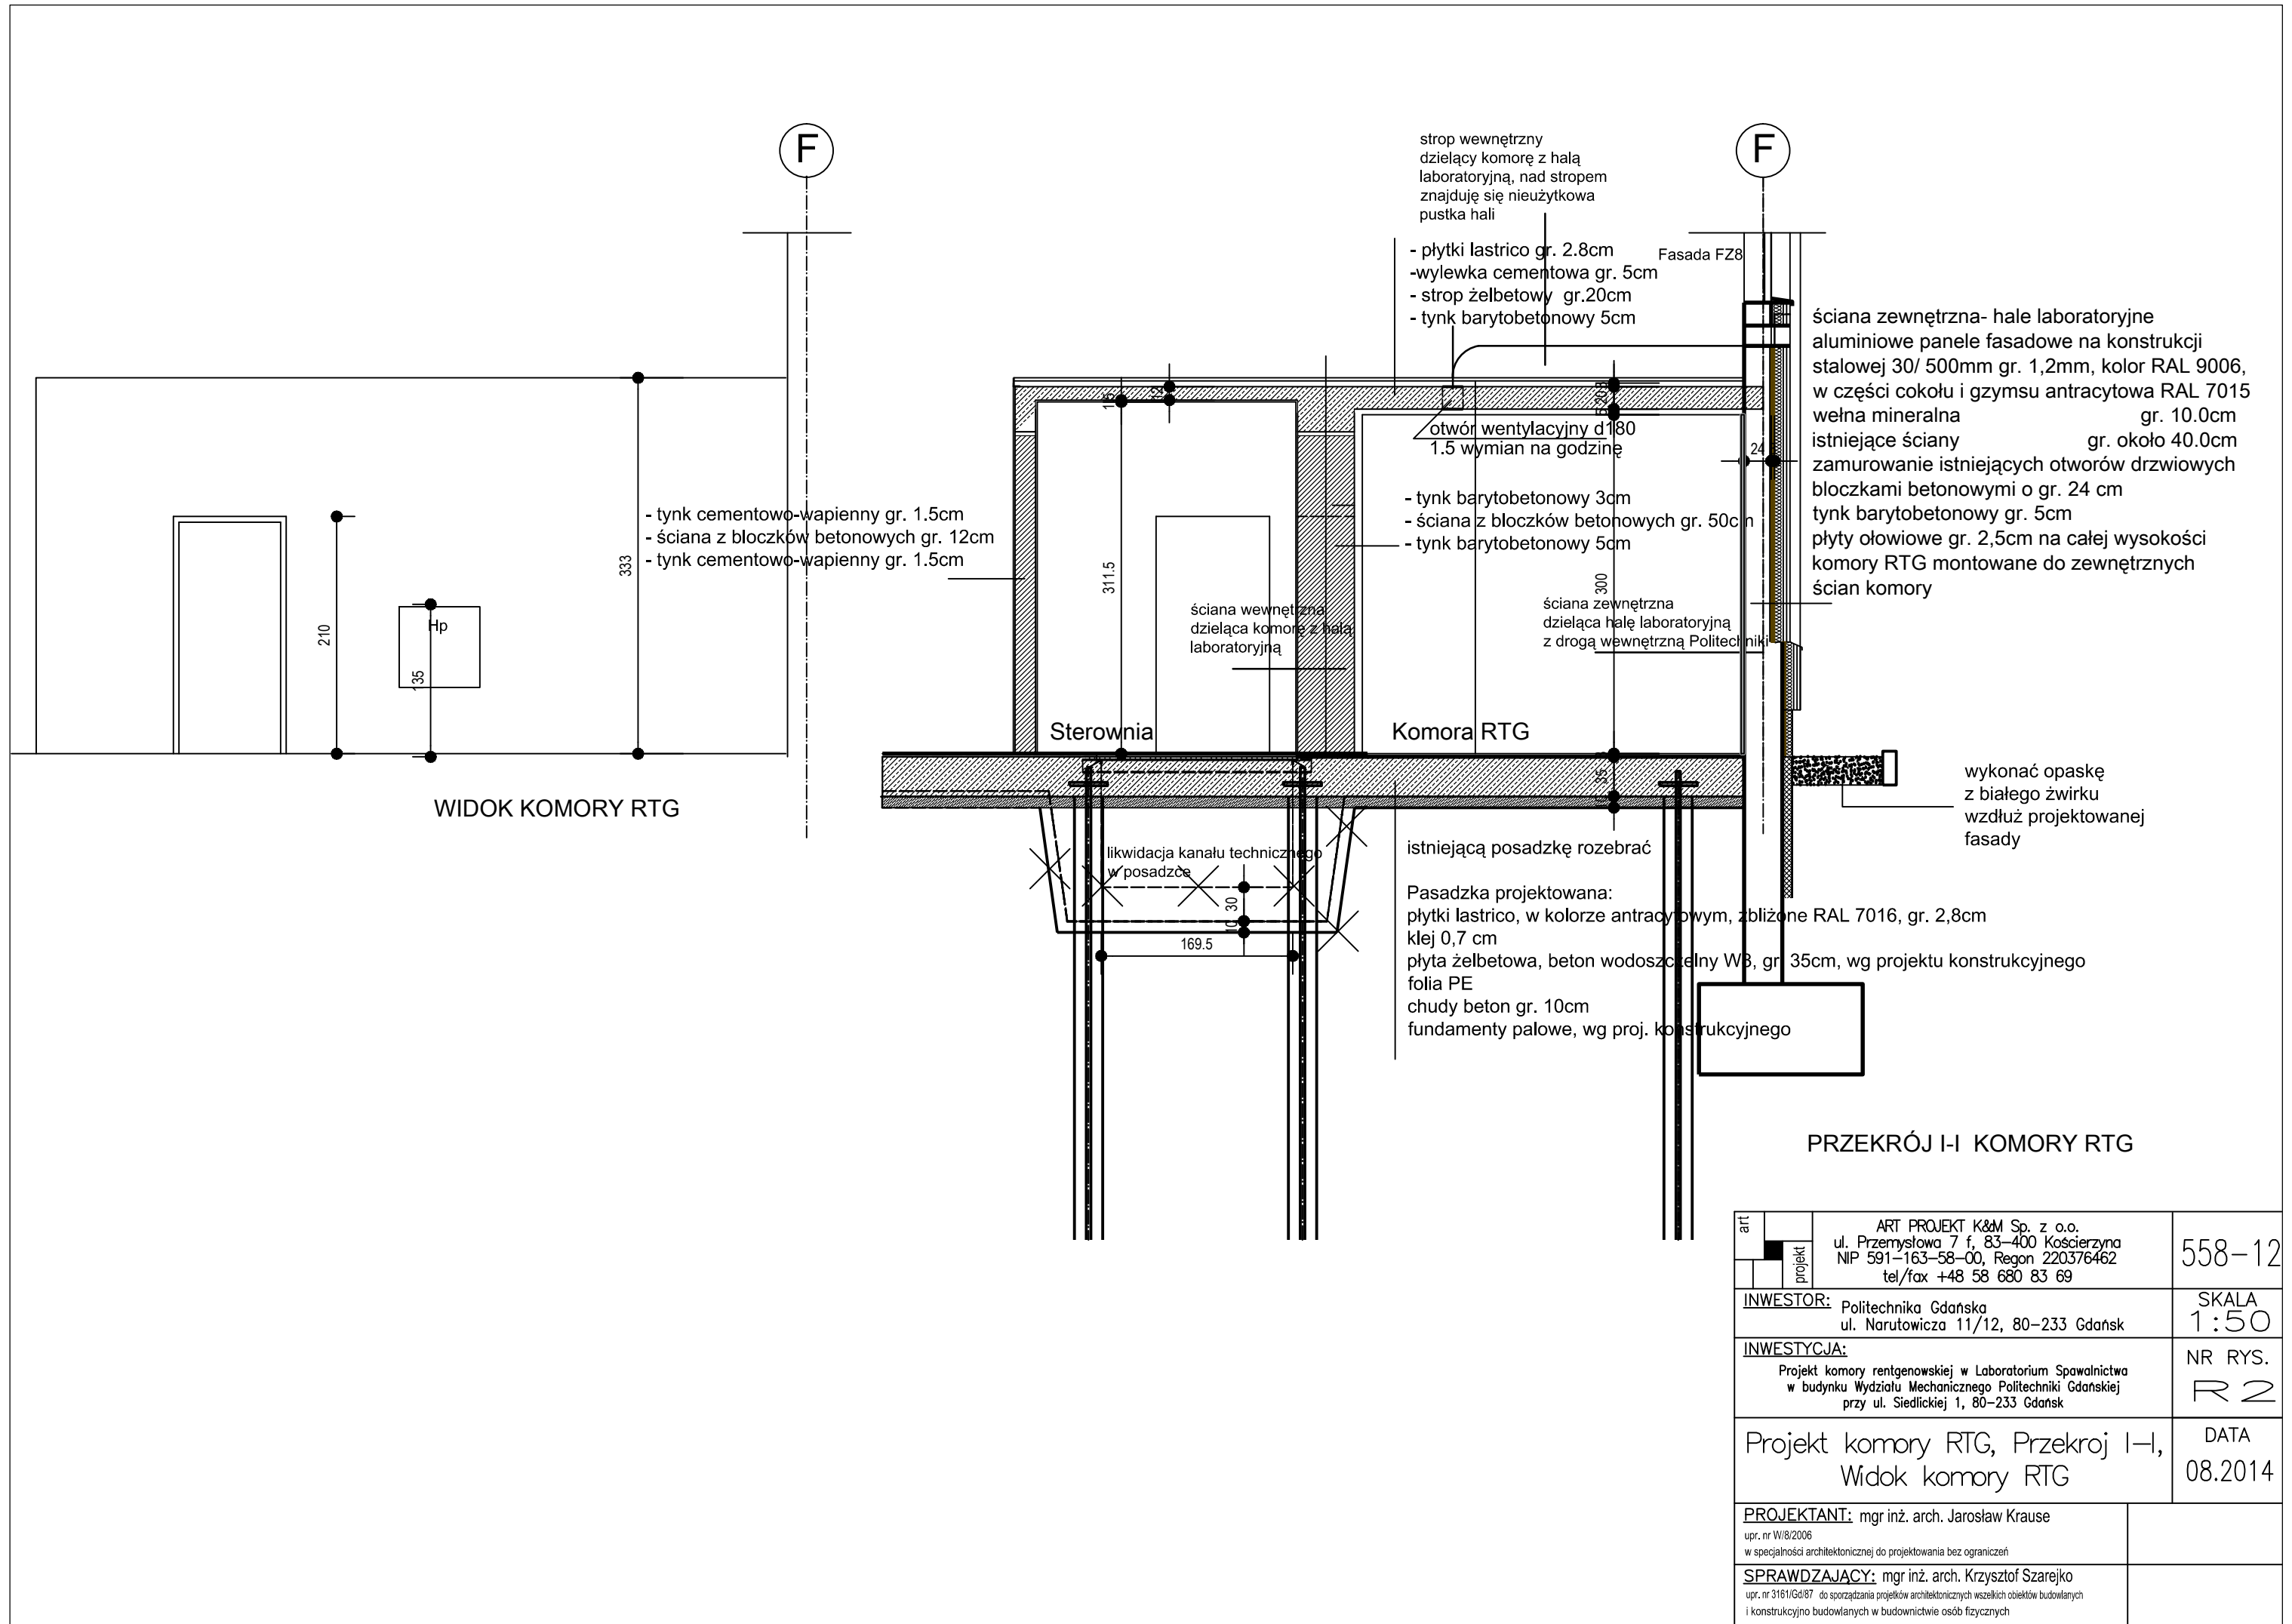 F
F
strop wewnętrzny
dzielący komorę z halą
laboratoryjną, nad stropem
znajduję się nieużytkowa
pustka hali
- płytki lastrico gr. 2.8cm
-wylewka cementowa gr. 5cm
- strop żelbetowy gr.20cm
- tynk barytobetonowy 5cm
Fasada FZ8
ściana zewnętrzna- hale laboratoryjne
aluminiowe panele fasadowe na konstrukcji
stalowej 30/ 500mm gr. 1,2mm, kolor RAL 9006,
w części cokołu i gzymsu antracytowa RAL 7015
wełna mineralna gr. 10.0cm
istniejące ściany gr. około 40.0cm
zamurowanie istniejących otworów drzwiowych
bloczkami betonowymi o gr. 24 cm
tynk barytobetonowy gr. 5cm
płyty ołowiowe gr. 2,5cm na całej wysokości
komory RTG montowane do zewnętrznych
ścian komory
12
24
otwór wentylacyjny d180
1.5 wymian na godzinę
- tynk cementowo-wapienny gr. 1.5cm
- ściana z bloczków betonowych gr. 12cm
- tynk cementowo-wapienny gr. 1.5cm
- tynk barytobetonowy 3cm
- ściana z bloczków betonowych gr. 50cm
- tynk barytobetonowy 5cm
333
210
Hp
135
311.5
300
ściana wewnętrzna
dzieląca komorę z halą
laboratoryjną
ściana zewnętrzna
dzieląca halę laboratoryjną
z drogą wewnętrzną Politechniki
Sterownia
Komora RTG
35
WIDOK KOMORY RTG
wykonać opaskę
z białego żwirku
wzdłuż projektowanej
fasady
likwidacja kanału technicznego
w posadzce
30
10
169.5
istniejącą posadzkę rozebrać
Pasadzka projektowana:
płytki lastrico, w kolorze antracytowym, zbliżone RAL 7016, gr. 2,8cm
klej 0,7 cm
płyta żelbetowa, beton wodoszczelny W8, gr. 35cm, wg projektu konstrukcyjnego
folia PE
chudy beton gr. 10cm
fundamenty palowe, wg proj. konstrukcyjnego
PRZEKRÓJ I-I KOMORY RTG
art
projekt
ART PROJEKT K&M Sp. z o.o.
ul. Przemysłowa 7 f, 83-400 Kościerzyna
NIP 591-163-58-00, Regon 220376462
tel/fax +48 58 680 83 69
558-12
INWESTOR: Politechnika Gdańska
ul. Narutowicza 11/12, 80-233 Gdańsk
SKALA
1:50
INWESTYCJA:
Projekt komory rentgenowskiej w Laboratorium Spawalnictwa
w budynku Wydziału Mechanicznego Politechniki Gdańskiej
przy ul. Siedlickiej 1, 80-233 Gdańsk
NR RYS.
R2
Projekt komory RTG, Przekroj I-I,
Widok komory RTG
DATA
08.2014
PROJEKTANT: mgr inż. arch. Jarosław Krause
upr. nr W/8/2006
w specjalności architektonicznej do projektowania bez ograniczeń
SPRAWDZAJĄCY: mgr inż. arch. Krzysztof Szarejko
upr. nr 3161/Gd/87 do sporządzania projetków architektonicznych wszelkich obiektów budowlanych
i konstrukcyjno budowlanych w budownictwie osób fizycznych